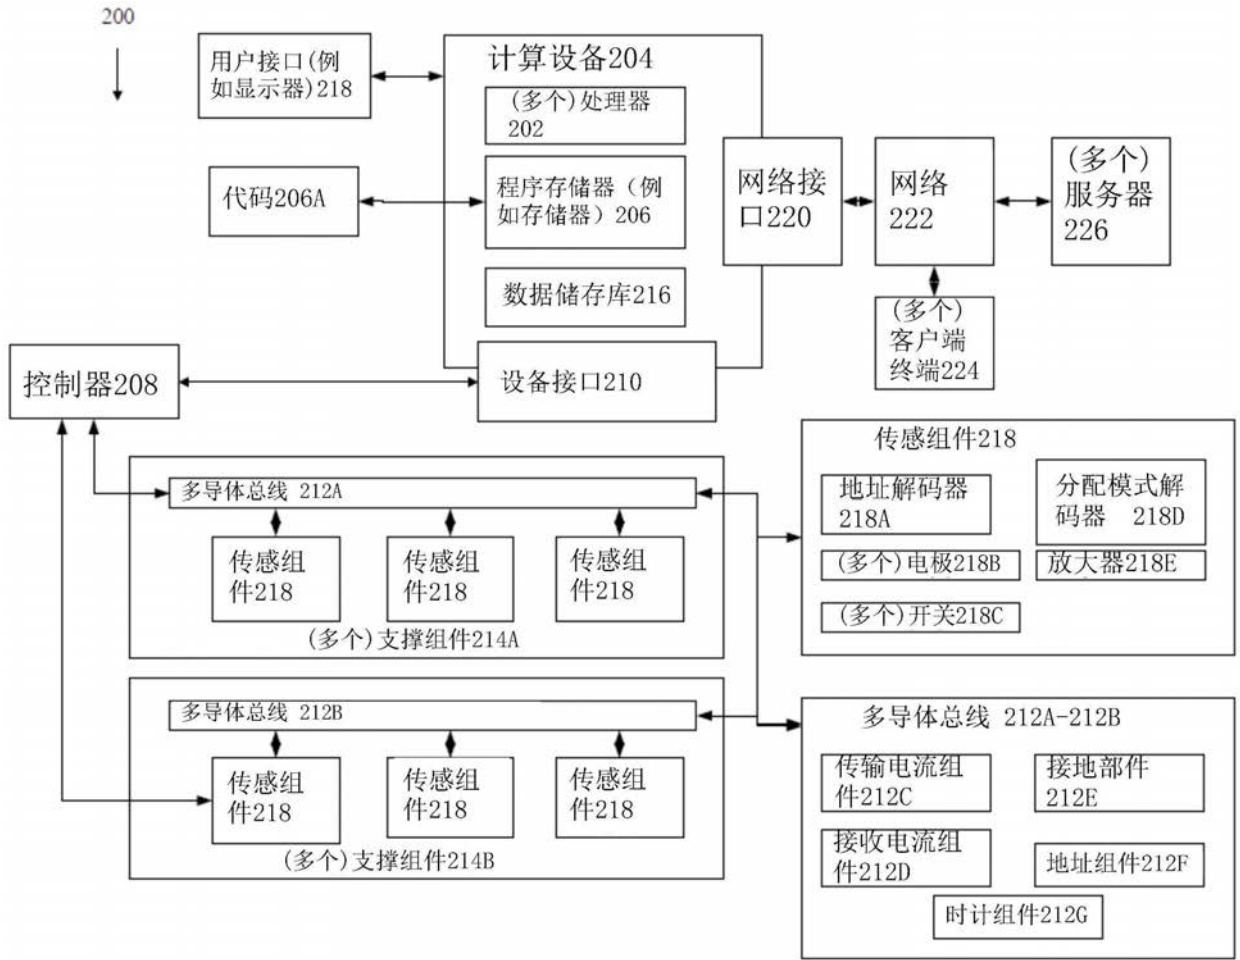 200
用户接口(例
如显示器)218
计算设备204
(多个)处理器
202
代码206A
程序存储器（例
如存储器）206
数据储存库216
网络接
口220
网络
222
(多个)
服务器
226
(多个)
客户端
终端224
控制器208
设备接口210
多导体总线 212A
传感组
件218
传感组
件218
传感组
件218
(多个)支撑组件214A
多导体总线 212B
传感组
件218
传感组
件218
传感组
件218
(多个)支撑组件214B
传感组件218
地址解码器
218A
分配模式解
码器 218D
(多个)电极218B
放大器218E
(多个)开关218C
多导体总线 212A-212B
传输电流组
件212C
接地部件
212E
接收电流组
件212D
地址组件212F
时计组件212G